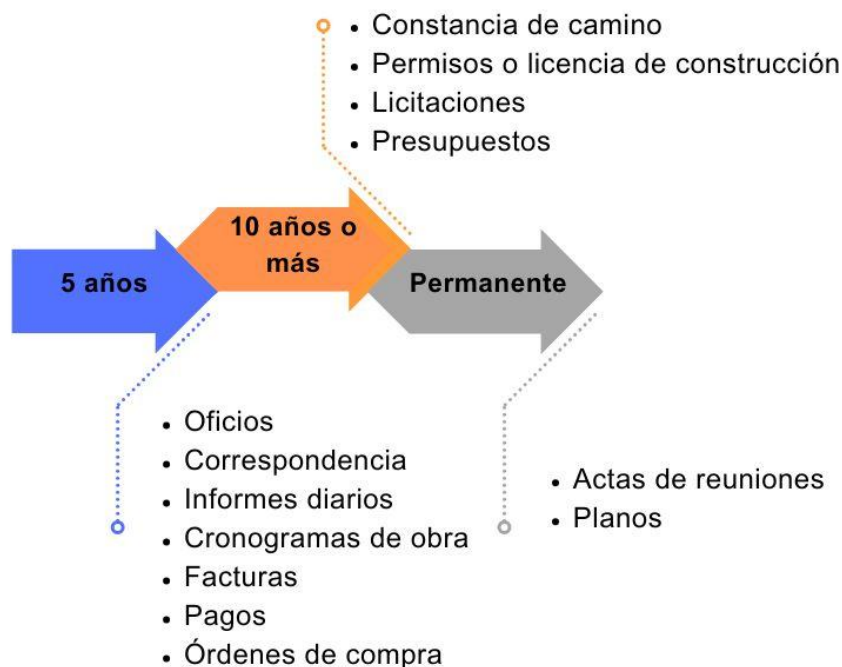 • Constancia de camino
• Permisos o licencia de construcción
• Licitaciones
• Presupuestos
10 años o
más
5 años
Permanente
• Oficios
• Correspondencia
• Informes diarios
• Cronogramas de obra
• Facturas
• Pagos
• Órdenes de compra
• Actas de reuniones
• Planos